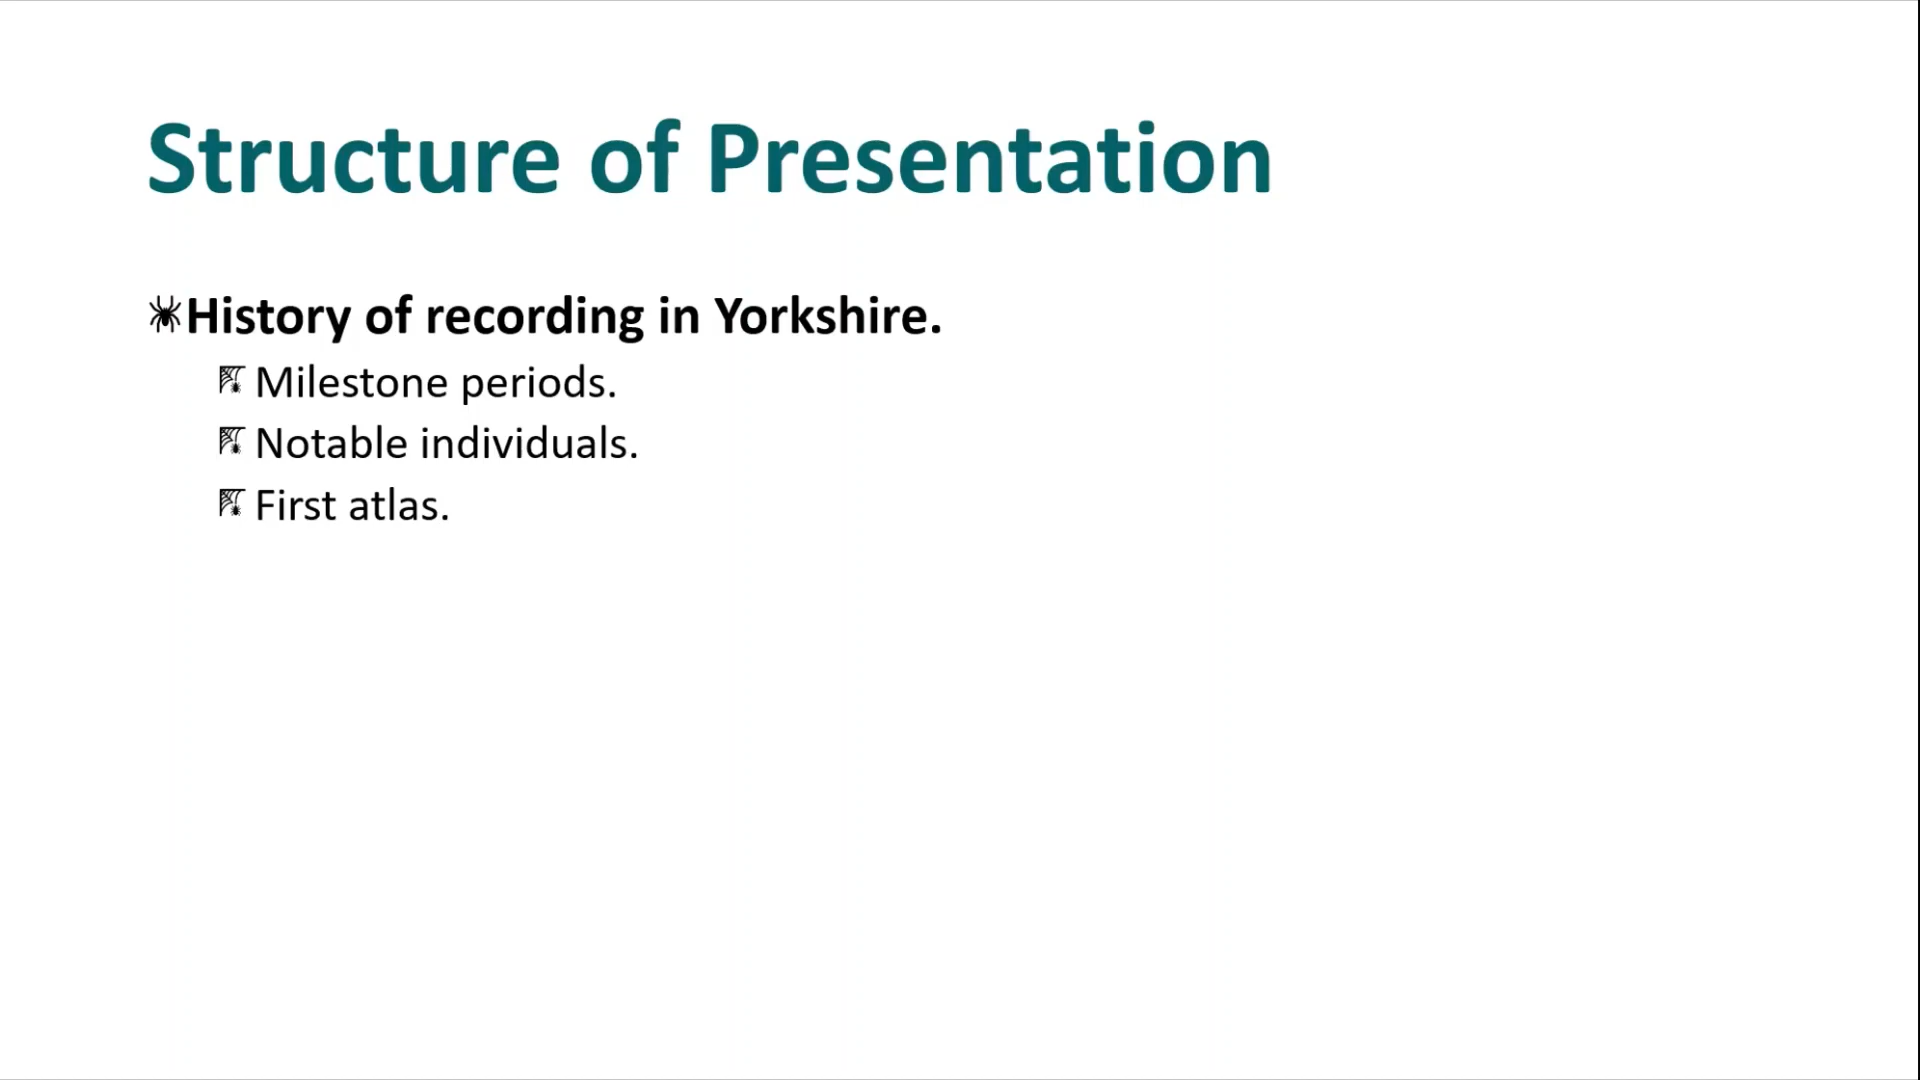 Structure of Presentation
History of recording in Yorkshire.
Milestone periods.
Notable individuals.
First atlas.